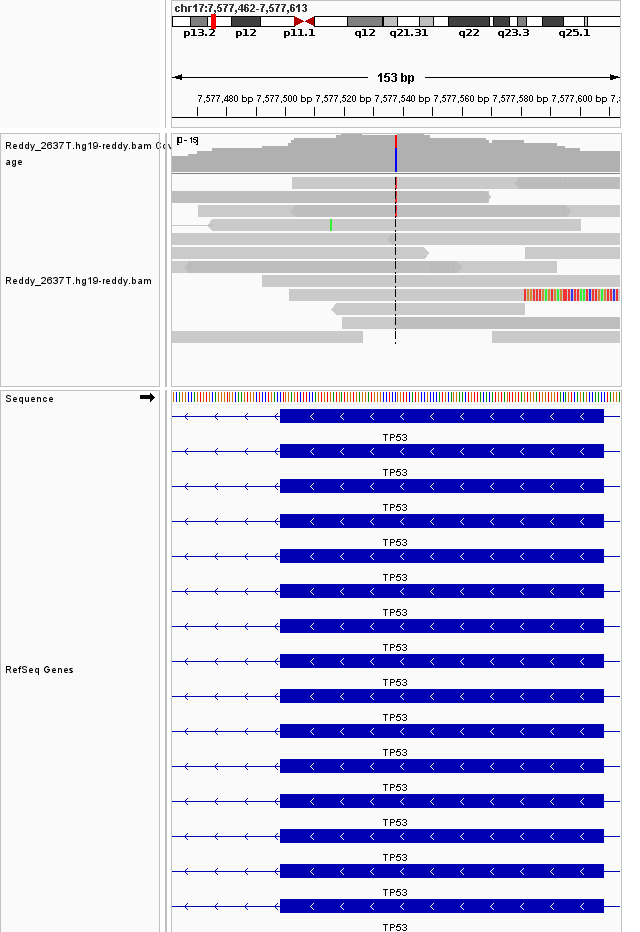 chr17:7,577,462-7,577,613
p13.2 p12 p11.1 q12 q21.31 q22 q23.3 q25.1
153 bp
7,577,480 bp 7,577,500 bp 7,577,520 bp 7,577,540 bp 7,577,560 bp 7,577,580 bp 7,577,600 bp
Reddy_2637T.hg19-reddy.bam Cov
age
[0 - 19]
Reddy_2637T.hg19-reddy.bam
Sequence
TP53
TP53
TP53
TP53
TP53
TP53
TP53
RefSeq Genes
TP53
TP53
TP53
TP53
TP53
TP53
TP53
TP53